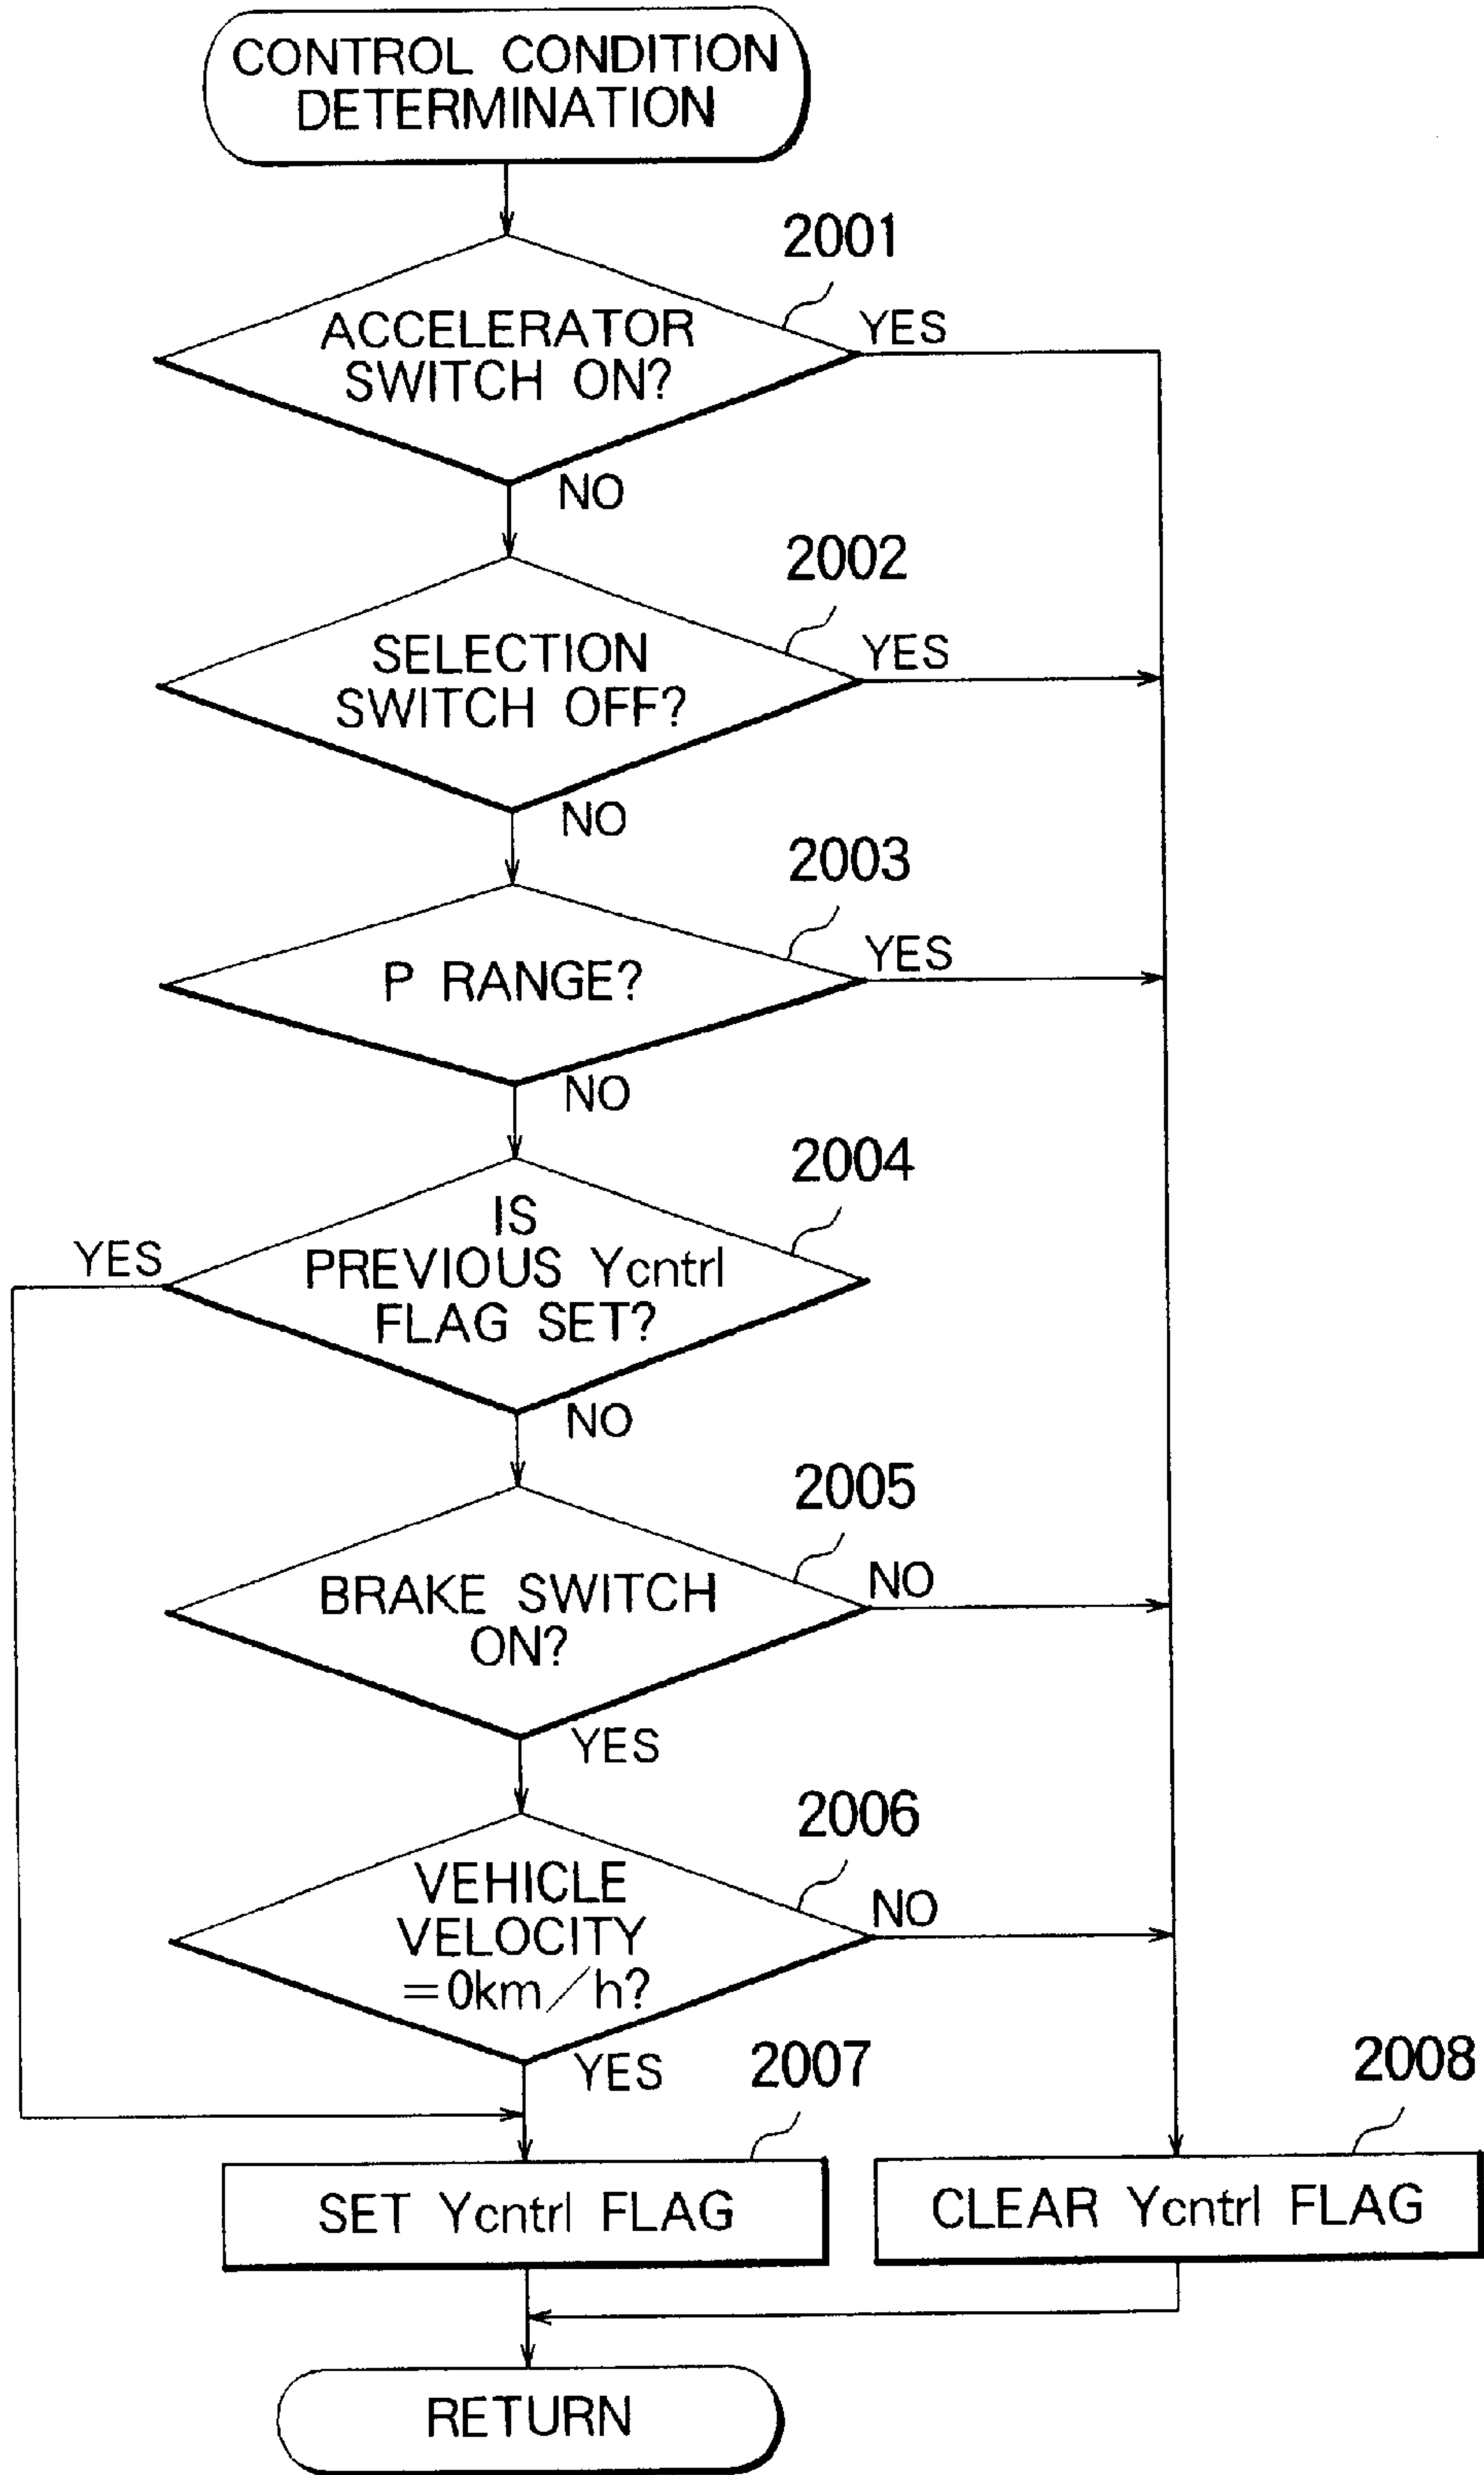 CONTROL CONDITION
DETERMINATION
2001
ACCELERATOR
SWITCH ON?
YES
NO
2002
SELECTION
SWITCH OFF?
YES
NO
2003
P RANGE?
YES
NO
2004
IS
PREVIOUS Ycntrl
FLAG SET?
YES
NO
2005
BRAKE SWITCH
ON?
NO
YES
2006
VEHICLE
VELOCITY
=0km/h?
NO
YES
2007
SET Ycntrl FLAG
2008
CLEAR Ycntrl FLAG
RETURN